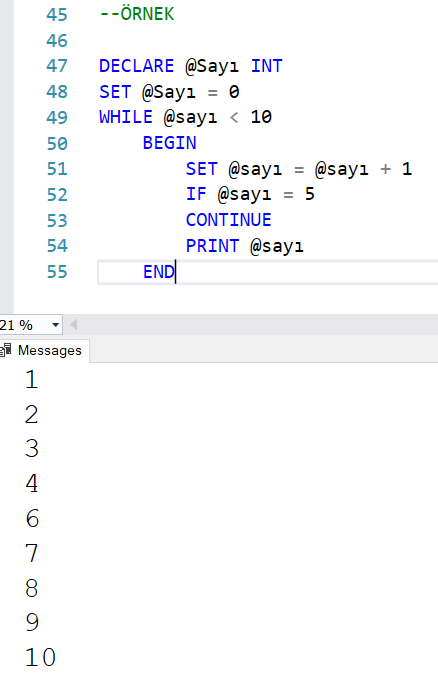 45 --ÖRNEK
46
47 DECLARE @Sayı INT
48 SET @Sayı = 0
49 WHILE @sayı < 10
50 BEGIN
51 SET @sayı = @sayı + 1
52 IF @sayı = 5
53 CONTINUE
54 PRINT @sayı
55 END
21 %
Messages
1
2
3
4
6
7
8
9
10